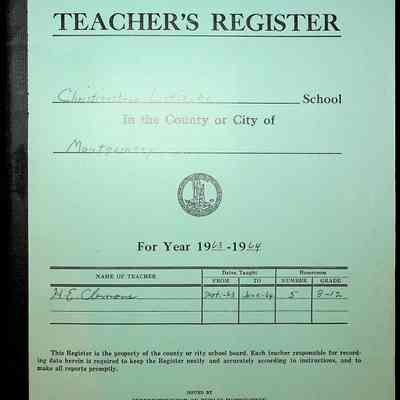 TEACHER'S REGISTER
Christiansburg Institute School
In the County or City of
Montgomery
For Year 1963-1964
NAME OF TEACHER Dates Taught Homeroom
FROM TO NUMBER GRADE
H.E. Clemons Sept.-63 June-64 5 8-12
This Register is the property of the county or city school board. Each teacher responsible for record-
ing data herein is required to keep the Register neatly and accurately according to instructions, and to
make all reports promptly.
ISSUED BY